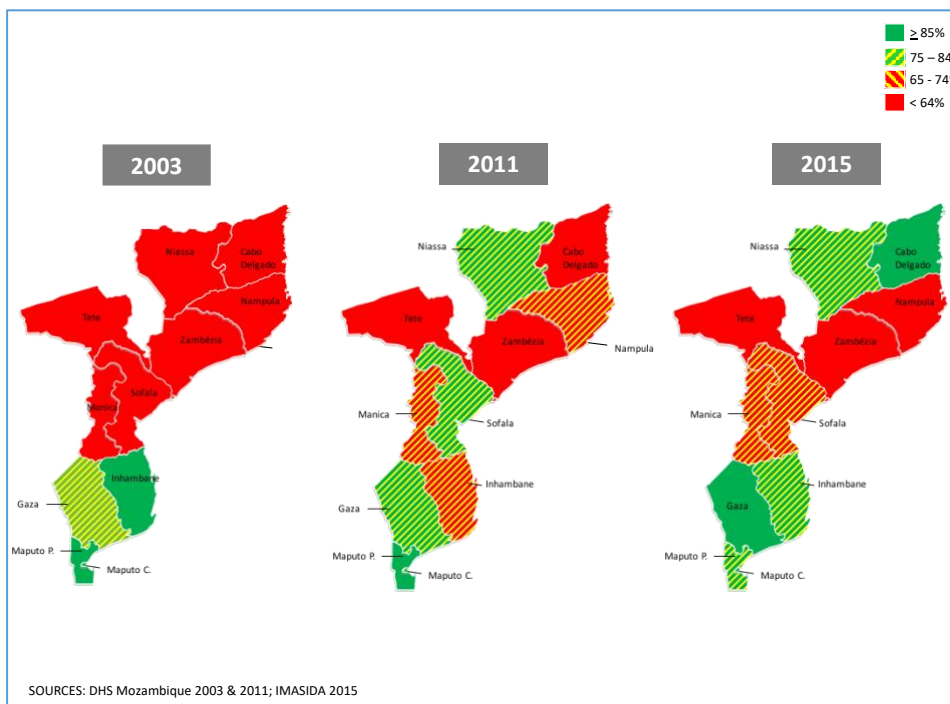 ≥ 85%
75 – 84
65 - 74
< 64%
2003
2011
2015
Niassa
Cabo
Delgado
Nampula
Tete
Zambézia
Manica
Sofala
Inhambane
Gaza
Maputo P.
Maputo C.
Niassa
Cabo
Delgado
Tete
Zambézia
Nampula
Manica
Sofala
Inhambane
Gaza
Maputo P.
Maputo C.
Niassa
Cabo
Delgado
Nampula
Tete
Zambézia
Manica
Sofala
Inhambane
Gaza
Maputo P.
Maputo C.
SOURCES: DHS Mozambique 2003 & 2011; IMASIDA 2015